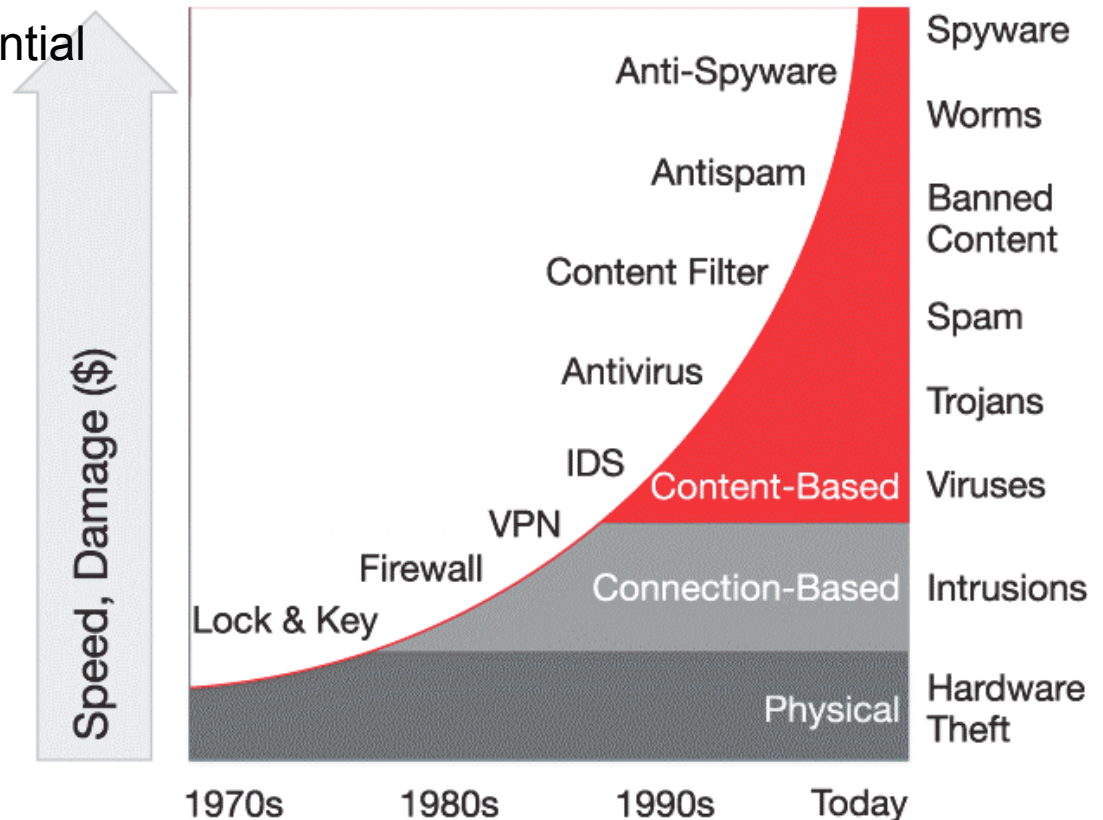 ntial
Speed, Damage ($)
Anti-Spyware
Antispam
Content Filter
Antivirus
IDS
VPN
Firewall
Lock & Key
Content-Based
Connection-Based
Physical
Spyware
Worms
Banned
Content
Spam
Trojans
Viruses
Intrusions
Hardware
Theft
1970s
1980s
1990s
Today